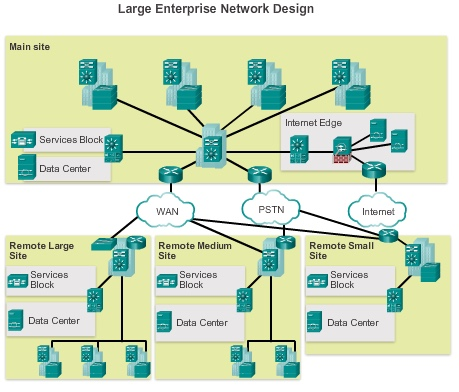 Large Enterprise Network Design
Main site
Internet Edge
Services Block
Data Center
WAN
PSTN
Internet
Remote Large
Site
Services
Block
Data Center
Remote Medium
Site
Services
Block
Data Center
Remote Small
Site
Services
Block
Data Center